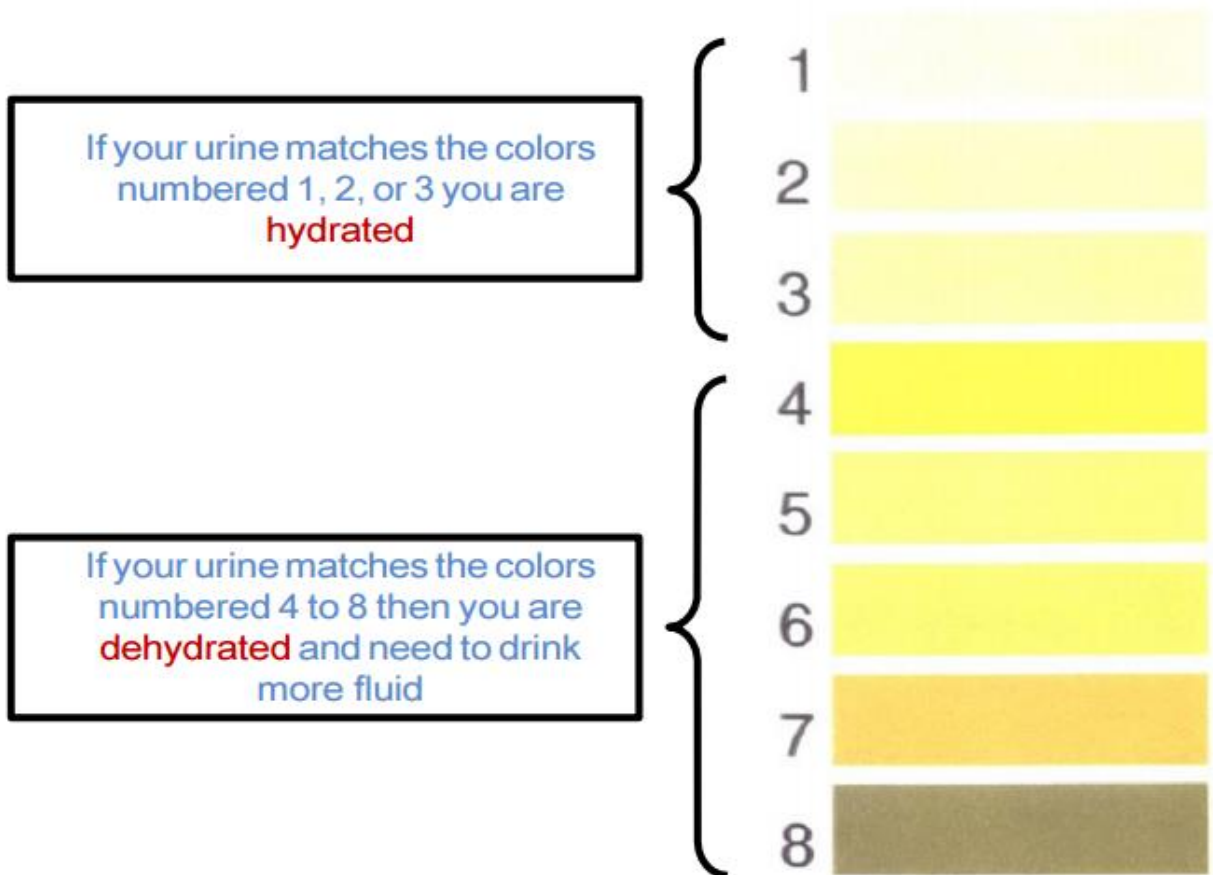 If your urine matches the colors
numbered 1, 2, or 3 you are
hydrated
If your urine matches the colors
numbered 4 to 8 then you are
dehydrated and need to drink
more fluid
1
2
3
4
5
6
7
8